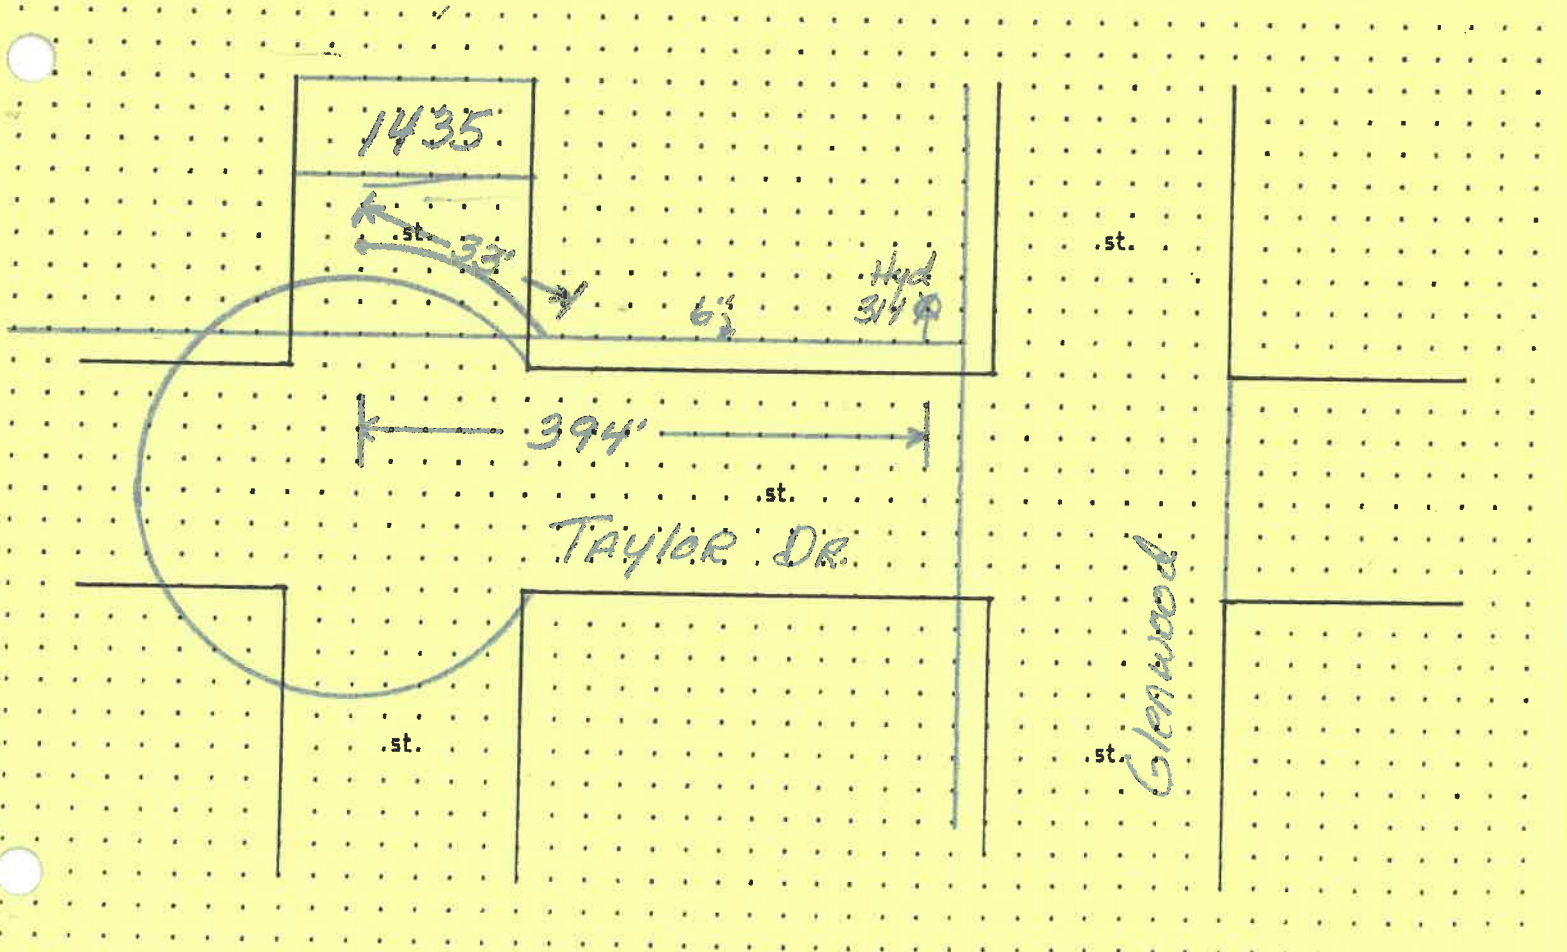 1435
.st.
33'
.st.
Hyd
314
6"
394'
.st.
TAYLOR DR.
Glenwood
.st.
.st.